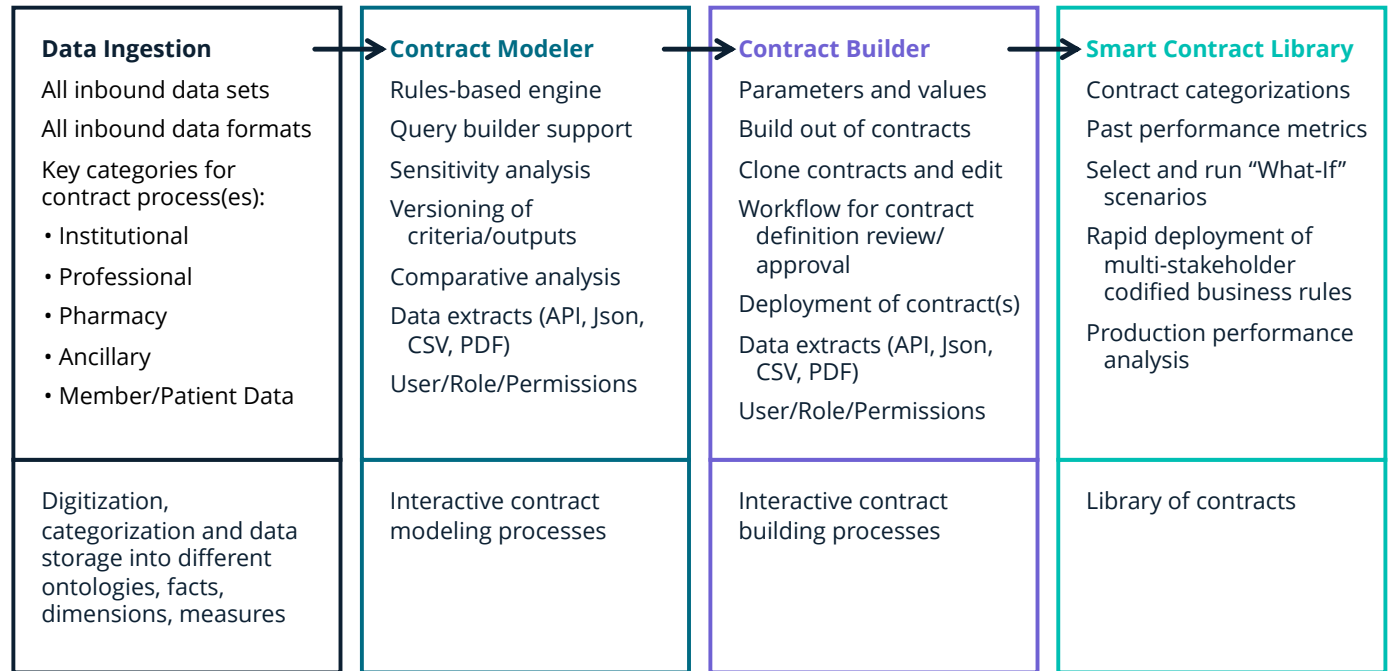 Data Ingestion
All inbound data sets
All inbound data formats
Key categories for
contract process(es):
• Institutional
• Professional
• Pharmacy
• Ancillary
• Member/Patient Data
Digitization,
categorization and data
storage into different
ontologies, facts,
dimensions, measures
Contract Modeler
Rules-based engine
Query builder support
Sensitivity analysis
Versioning of
criteria/outputs
Comparative analysis
Data extracts (API, Json,
CSV, PDF)
User/Role/Permissions
Interactive contract
modeling processes
Contract Builder
Parameters and values
Build out of contracts
Clone contracts and edit
Workflow for contract
definition review/
approval
Deployment of contract(s)
Data extracts (API, Json,
CSV, PDF)
User/Role/Permissions
Interactive contract
building processes
Smart Contract Library
Contract categorizations
Past performance metrics
Select and run “What-If”
scenarios
Rapid deployment of
multi-stakeholder
codified business rules
Production performance
analysis
Library of contracts